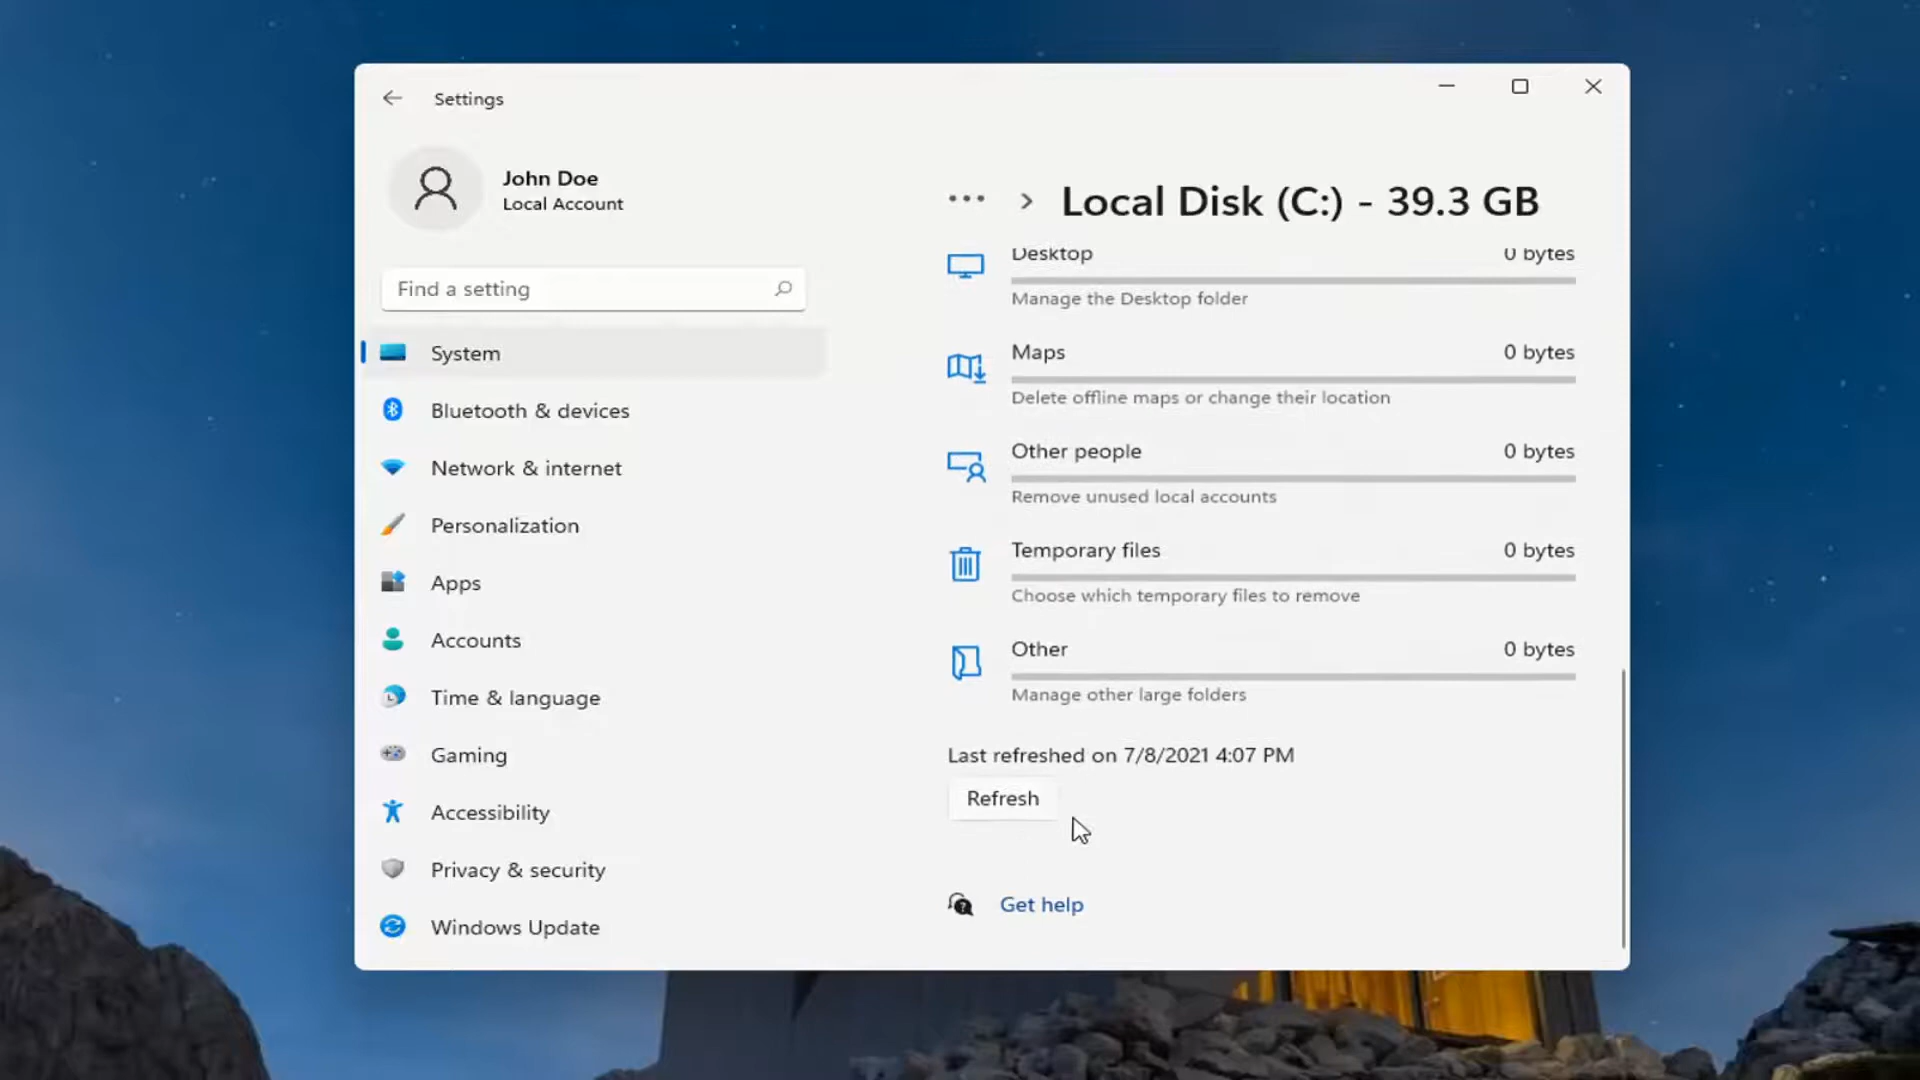 Settings
John Doe
Local Account
Find a setting
System
Bluetooth & devices
Network & internet
Personalization
Apps
Accounts
Time & language
Gaming
Accessibility
Privacy & security
Windows Update
··· > Local Disk (C:) - 39.3 GB
Desktop 0 bytes
Manage the Desktop folder
Maps 0 bytes
Delete offline maps or change their location
Other people 0 bytes
Remove unused local accounts
Temporary files 0 bytes
Choose which temporary files to remove
Other 0 bytes
Manage other large folders
Last refreshed on 7/8/2021 4:07 PM
Refresh
Get help